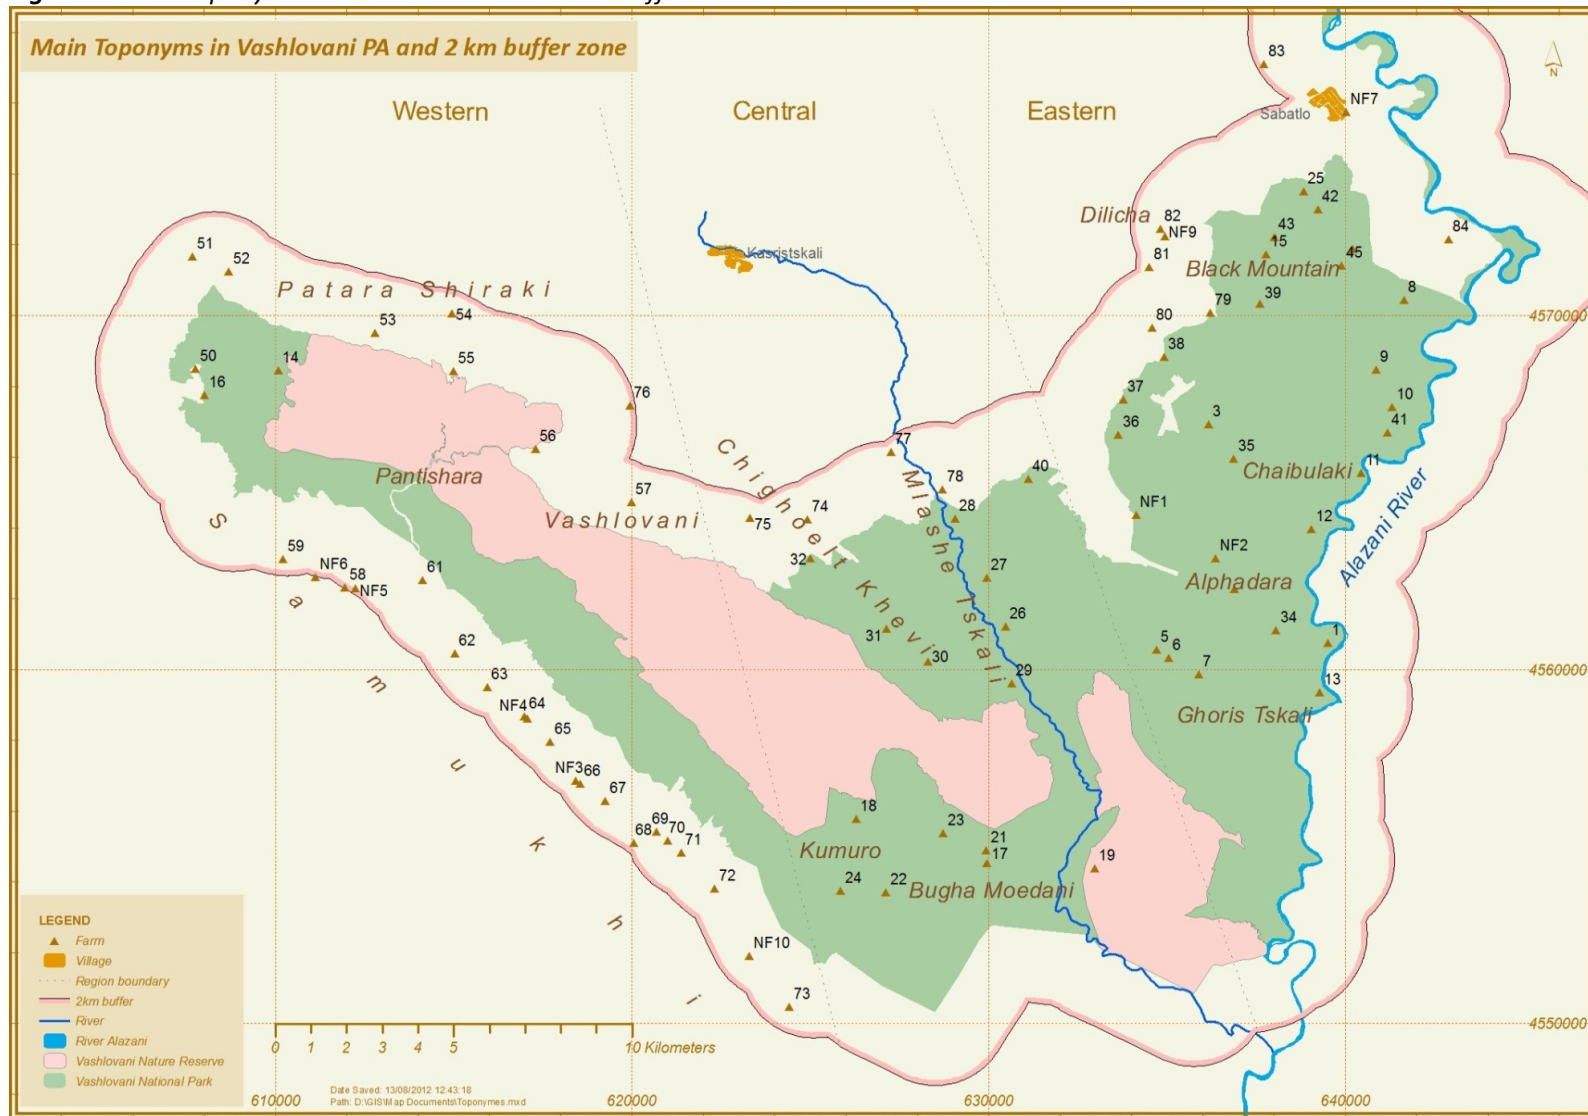 Main Toponyms in Vashlovani PA and 2 km buffer zone
Western
Central
Eastern
N
83
NF7
Sabatlo
25
42
Dilicha
82
NF9
43
15
45
84
81
Black Mountain
51
52
Kasristskali
Patara Shiraki
79
39
8
53
54
80
4570000
38
50
14
55
9
16
76
37
10
3
41
36
56
77
35
Chaibulaki
11
Pantishara
Chighoelt Khevi
Mlashe Tskali
40
57
78
Vashlovani
75
74
28
NF1
12
Alazani River
Samukhi
59
NF6
58
NF5
61
32
27
NF2
Alphadara
31
26
34
1
62
30
5
6
7
29
4560000
63
13
NF4
64
Ghoris Tskali
65
NF3
66
67
18
68
69
70
71
23
21
17
Kumuro
19
72
24
22
Bugha Moedani
NF10
73
LEGEND
Farm
Village
Region boundary
2km buffer
River
River Alazani
Vashlovani Nature Reserve
Vashlovani National Park
0 1 2 3 4 5 10 Kilometers
4550000
Date Saved: 13/08/2012 12:43:18
Path: D:\GIS\Map Documents\Toponymes.mxd
610000
620000
630000
640000